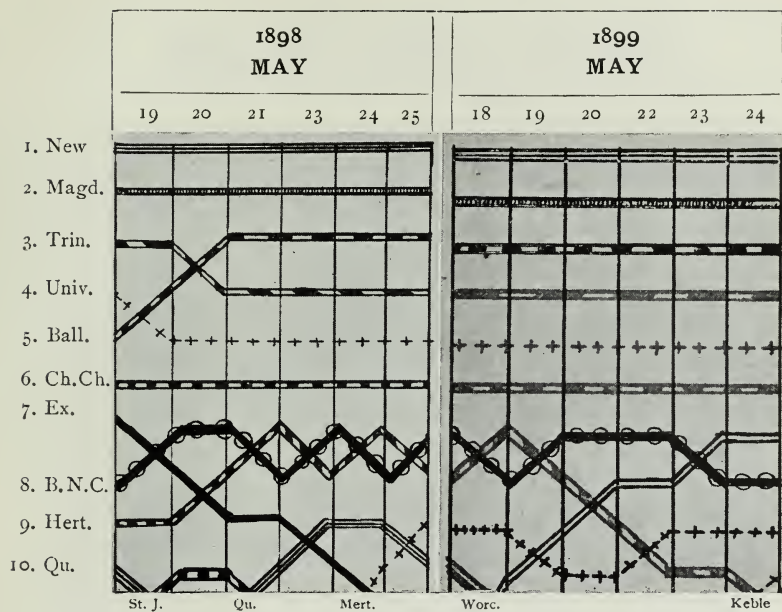 1898 1899
MAY MAY
19 20 21 23 24 25 18 19 20 22 23 24
1. New
2. Magd.
3. Trin.
4. Univ.
5. Ball.
6. Ch.Ch.
7. Ex.
8. B.N.C.
9. Hert.
10. Qu.
St. J. Qu. Mert. Worc. Keble